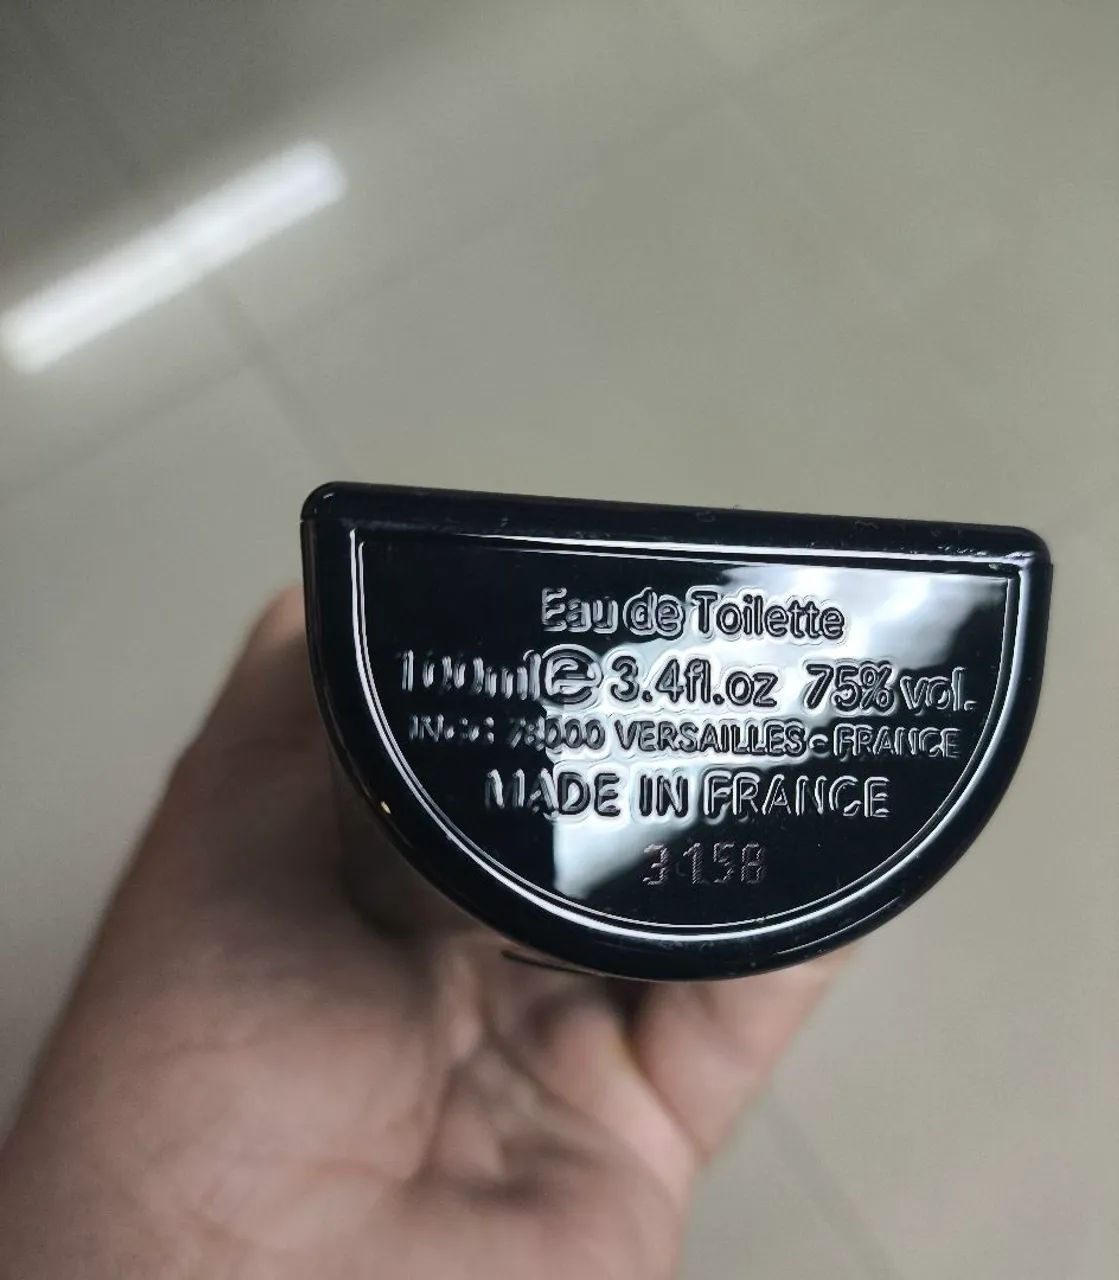 Eau de Toilette
100ml e 3.4fl.oz 75% vol.
78000 VERSAILLES - FRANCE
MADE IN FRANCE
3158